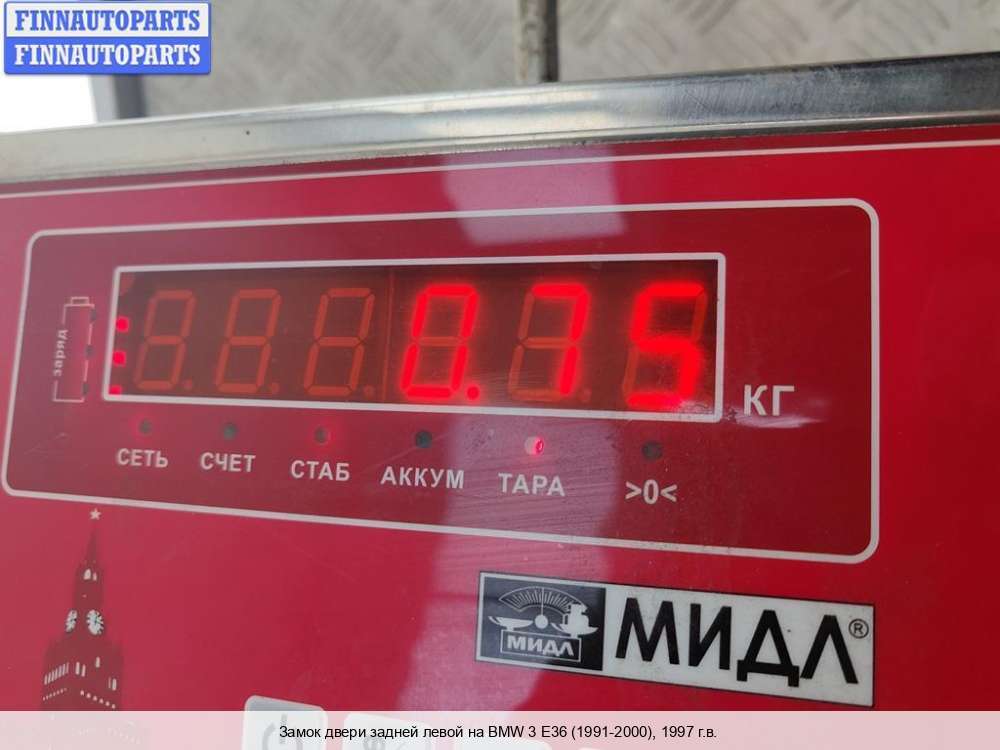 FINNAUTOPARTS
FINNAUTOPARTS
заряд
0.75
КГ
СЕТЬ СЧЕТ СТАБ АККУМ ТАРА >0<
МИДЛ
МИДЛ®
Замок двери задней левой на BMW 3 E36 (1991-2000), 1997 г.в.